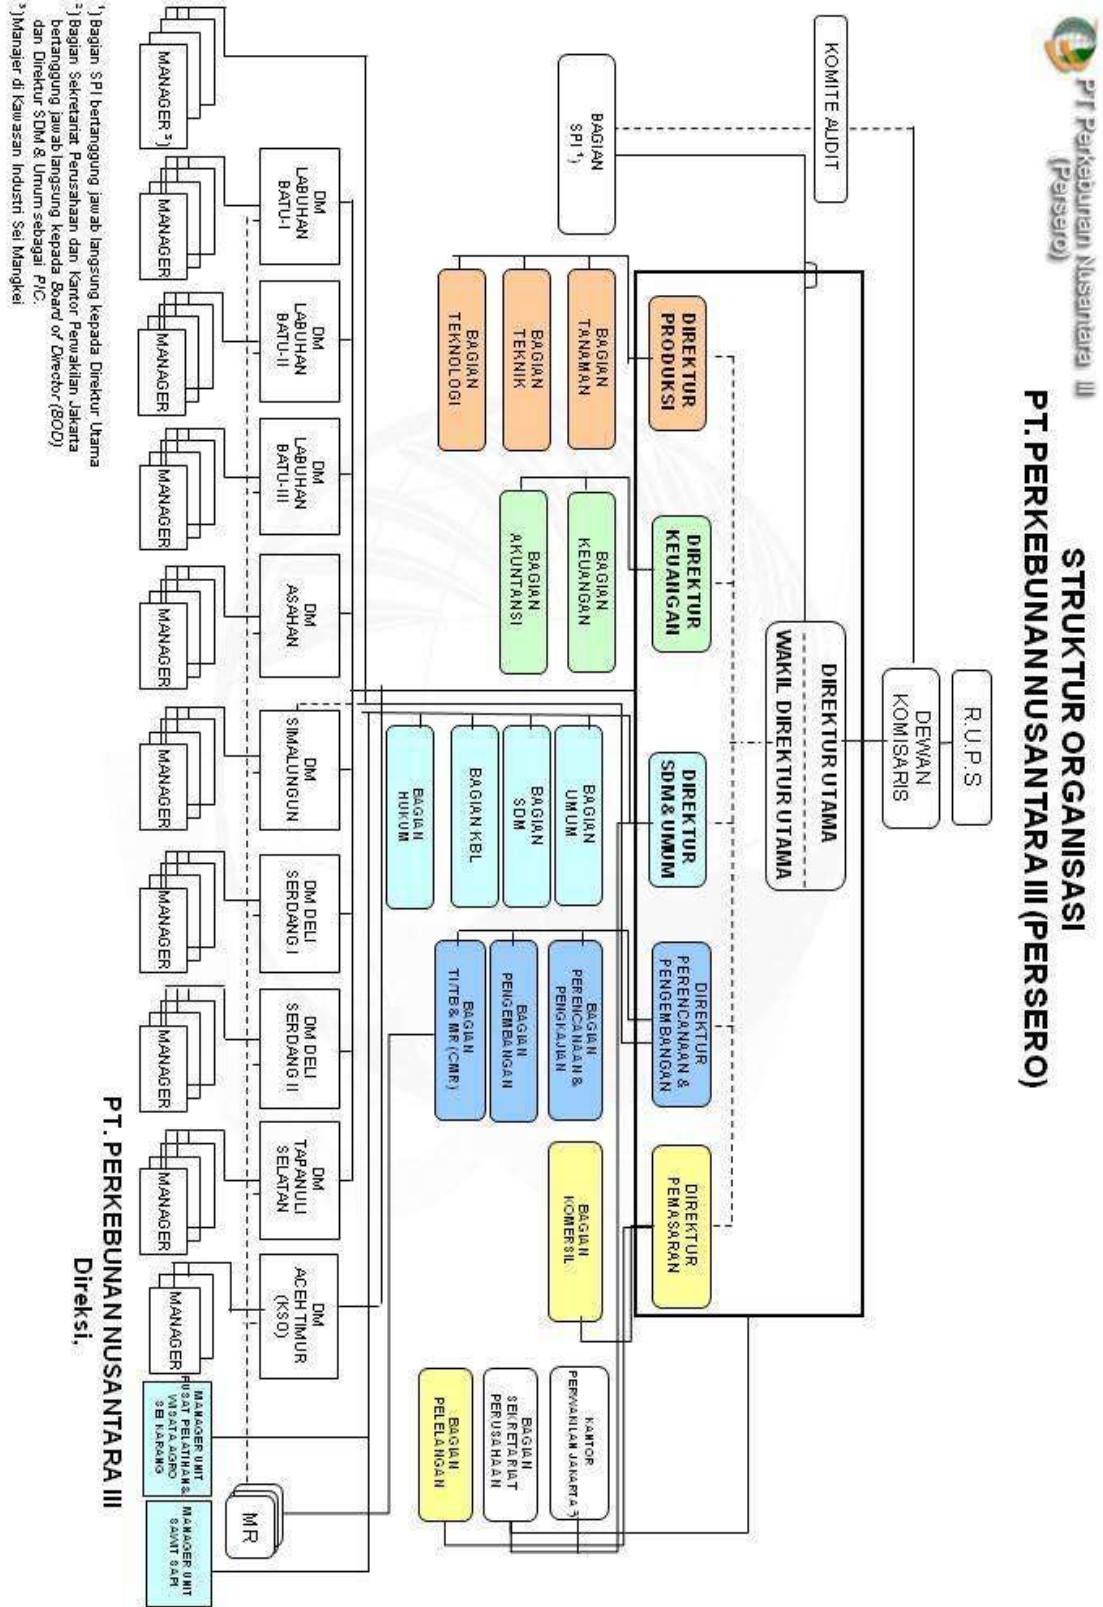 PT Perkebunan Nusantara III
(Persero)
STRUKTUR ORGANISASI
PT. PERKEBUNAN NUSANTARA III (PERSERO)
R.U.P.S
DEWAN
KOMISARIS
KOMITE AUDIT
DIREKTUR UTAMA
WAKIL DIREKTUR UTAMA
BAGIAN
SPI ¹)
DIREKTUR
PRODUKSI
DIREKTUR
KEUANGAN
DIREKTUR
SDM & UMUM
DIREKTUR
PERENCANAAN &
PENGEMBANGAN
DIREKTUR
PEMASARAN
BAGIAN
TANAMAN
BAGIAN
TEKNIK
BAGIAN
TEKNOLOGI
BAGIAN
KEUANGAN
BAGIAN
AKUNTANSI
BAGIAN
UMUM
BAGIAN
SDM
BAGIAN KBL
BAGIAN
HUKUM
BAGIAN
PERENCANAAN &
PENGKAJIAN
BAGIAN
PENGEMBANGAN
BAGIAN
TI/TB & MR (CMR)
BAGIAN
KOMERSIL
KANTOR
PERWAKILAN JAKARTA ²)
BAGIAN
SEKRETARIAT
PERUSAHAAN
BAGIAN
PELELANGAN
DM
LABUHAN
BATU-I
DM
LABUHAN
BATU-II
DM
LABUHAN
BATU-III
DM
ASAHAN
DM
SIMALUNGUN
DM DELI
SERDANG I
DM DELI
SERDANG II
DM
TAPANULI
SELATAN
DM
ACEH TIMUR
(KSO)
MR
MANAGER ³)
MANAGER
MANAGER
MANAGER
MANAGER
MANAGER
MANAGER
MANAGER
MANAGER
MANAGER
MANAGER UNIT
PUSAT PELATIHAN &
WISATA AGRO
SEI KARANG
MANAGER UNIT
SAWIT SAPI
¹) Bagian SPI bertanggung jawab langsung kepada Direktur Utama
²) Bagian Sekretariat Perusahaan dan Kantor Perwakilan Jakarta
bertanggung jawab langsung kepada Board of Director (BOD)
dan Direktur SDM & Umum sebagai PIC.
³) Manajer di Kawasan Industri Sei Mangkei
PT. PERKEBUNAN NUSANTARA III
Direksi,